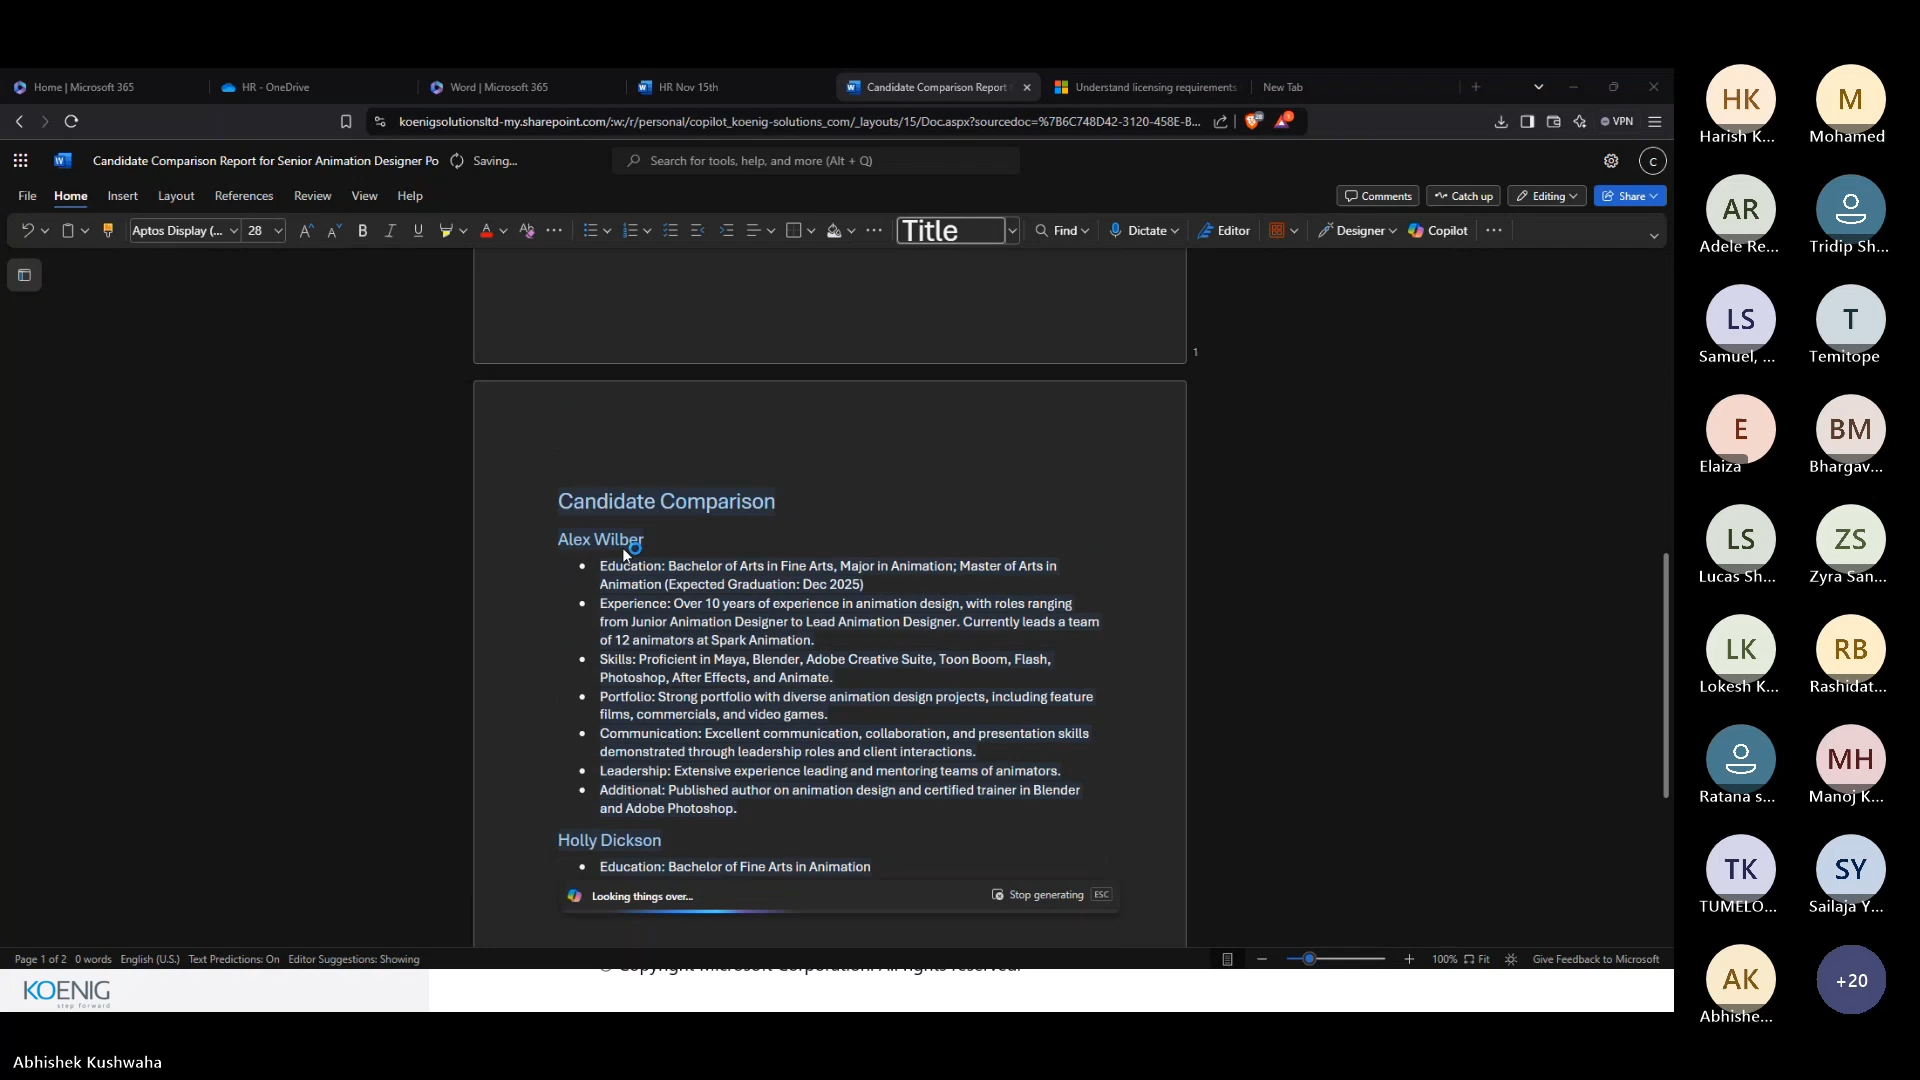 Home | Microsoft 365
HR - OneDrive
Word | Microsoft 365
HR Nov 15th
Candidate Comparison Report
Understand licensing requirements
New Tab
koenigsolutionsltd-my.sharepoint.com/:w:/r/personal/copilot_koenig-solutions_com/_layouts/15/Doc.aspx?sourcedoc=%7B6C748D42-3120-458E-B...
VPN
Candidate Comparison Report for Senior Animation Designer Po
Saving...
Search for tools, help, and more (Alt + Q)
C
File Home Insert Layout References Review View Help
Comments
Catch up
Editing
Share
Aptos Display (...
28
B I U
Title
Find
Dictate
Editor
Designer
Copilot
1
Candidate Comparison
Alex Wilber
• Education: Bachelor of Arts in Fine Arts, Major in Animation; Master of Arts in
Animation (Expected Graduation: Dec 2025)
• Experience: Over 10 years of experience in animation design, with roles ranging
from Junior Animation Designer to Lead Animation Designer. Currently leads a team
of 12 animators at Spark Animation.
• Skills: Proficient in Maya, Blender, Adobe Creative Suite, Toon Boom, Flash,
Photoshop, After Effects, and Animate.
• Portfolio: Strong portfolio with diverse animation design projects, including feature
films, commercials, and video games.
• Communication: Excellent communication, collaboration, and presentation skills
demonstrated through leadership roles and client interactions.
• Leadership: Extensive experience leading and mentoring teams of animators.
• Additional: Published author on animation design and certified trainer in Blender
and Adobe Photoshop.
Holly Dickson
• Education: Bachelor of Fine Arts in Animation
Looking things over...
Stop generating ESC
Page 1 of 2 0 words English (U.S.) Text Predictions: On Editor Suggestions: Showing
100% Fit
Give Feedback to Microsoft
© Copyright Microsoft Corporation. All rights reserved.
KOENIG
step forward
Abhishek Kushwaha
HK
Harish K...
M
Mohamed
AR
Adele Re...
Tridip Sh...
LS
Samuel, ...
T
Temitope
E
Elaiza
BM
Bhargav...
LS
Lucas Sh...
ZS
Zyra San...
LK
Lokesh K...
RB
Rashidat...
Ratana s...
MH
Manoj K...
TK
TUMELO...
SY
Sailaja Y...
AK
Abhishe...
+20